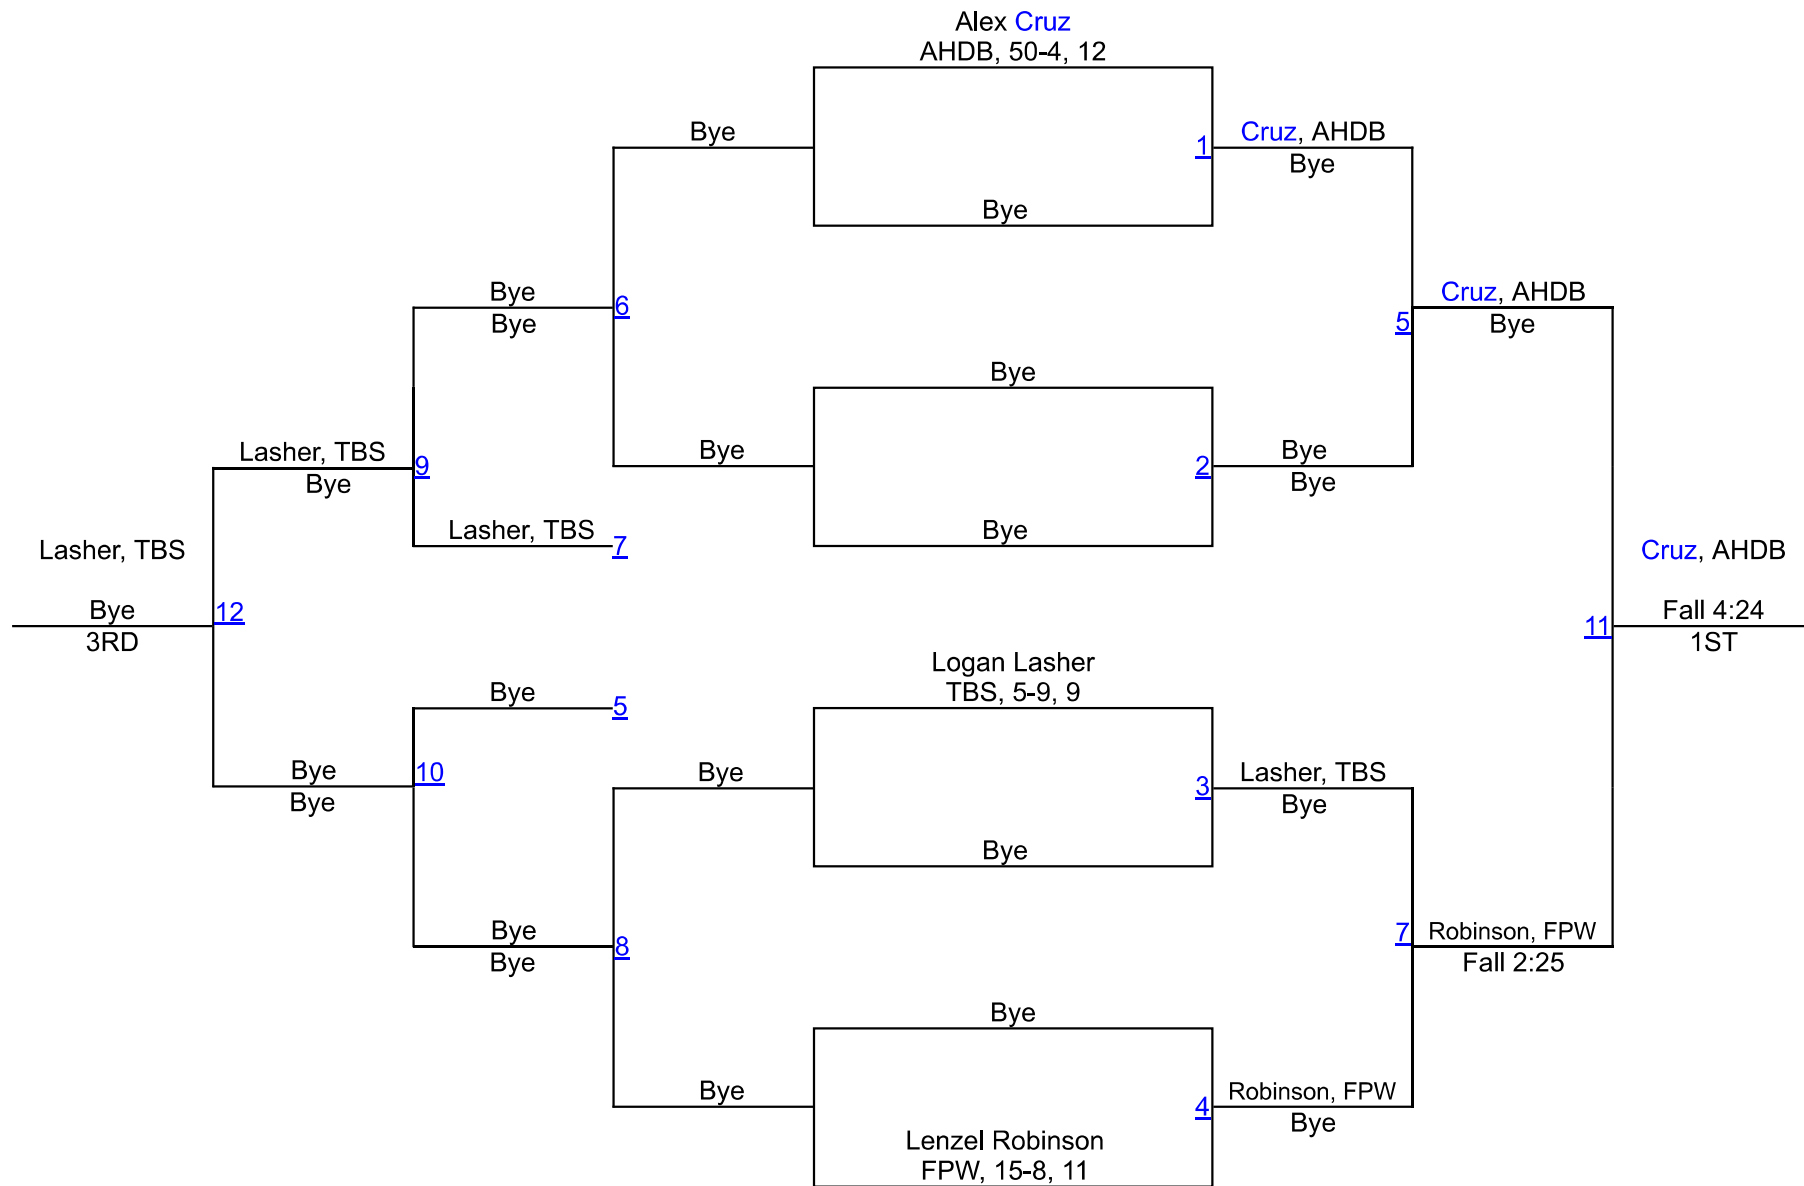 Alex Cruz
AHDB, 50-4, 12
Bye
1
Cruz, AHDB
Bye
Bye
Bye
Bye
6
Cruz, AHDB
Bye
5
Bye
Bye
2
Bye
Bye
Bye
Lasher, TBS
Bye
9
Lasher, TBS
7
Lasher, TBS
Bye
3RD
12
Cruz, AHDB
Fall 4:24
1ST
11
Logan Lasher
TBS, 5-9, 9
Bye
5
Bye
Bye
10
Bye
3
Lasher, TBS
Bye
Bye
Bye
Bye
8
7
Robinson, FPW
Fall 2:25
Bye
Bye
4
Robinson, FPW
Bye
Lenzel Robinson
FPW, 15-8, 11